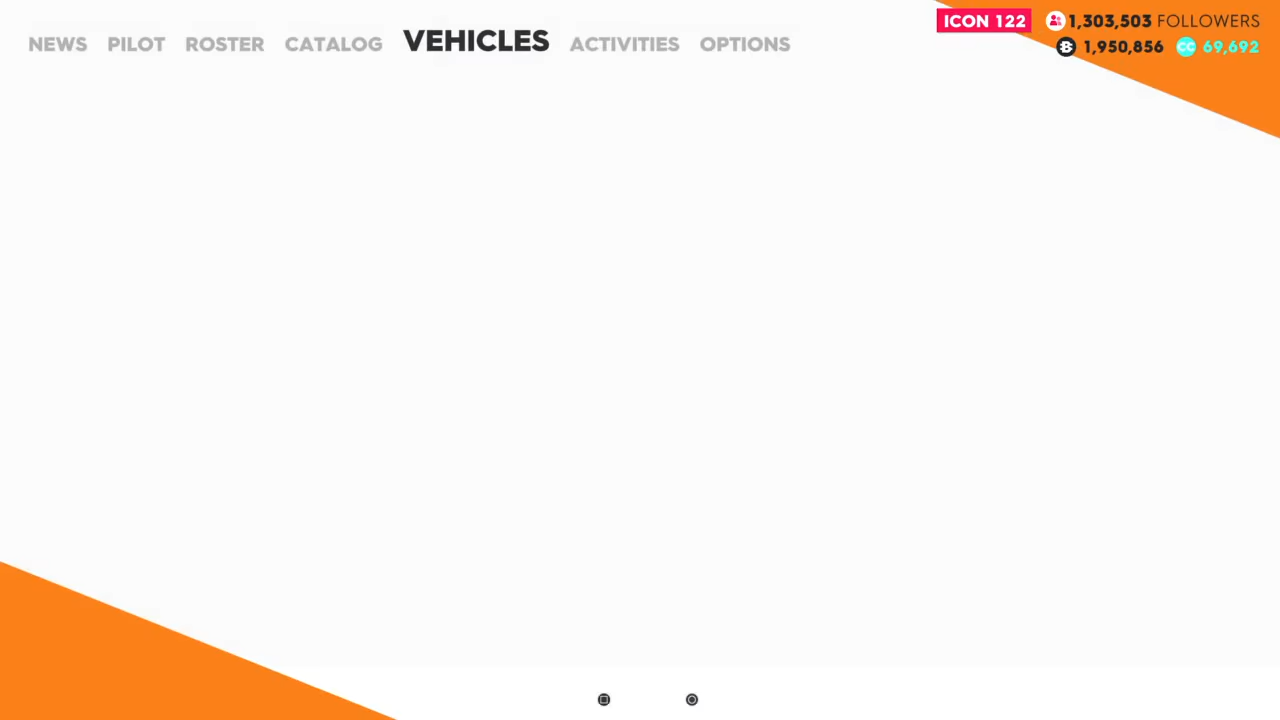 NEWS PILOT ROSTER CATALOG VEHICLES ACTIVITIES OPTIONS
ICON 122 1,303,503 FOLLOWERS
1,950,856 CC 69,692